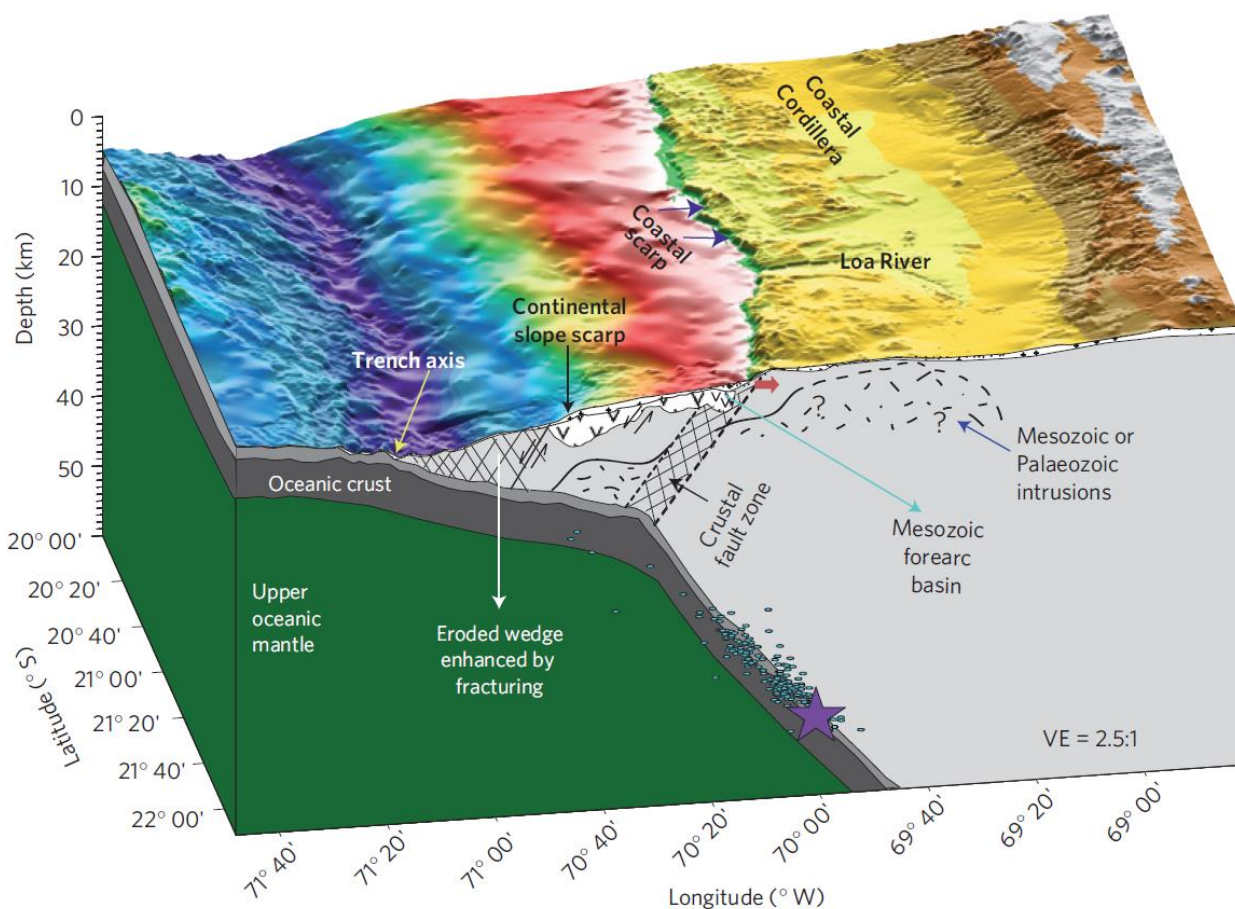 Coastal
Cordillera
Coastal
scarp
Loa River
Continental
slope scarp
Trench axis
Depth (km)
0
10
20
30
40
50
Oceanic crust
?
?
Mesozoic or
Palaeozoic
intrusions
Crustal
fault zone
Mesozoic
forearc
basin
Upper
oceanic
mantle
Eroded wedge
enhanced by
fracturing
VE = 2.5:1
20° 00'
20° 20'
20° 40'
21° 00'
21° 20'
21° 40'
22° 00'
Latitude (° S)
71° 40'
71° 20'
71° 00'
70° 40'
70° 20'
70° 00'
69° 40'
69° 20'
69° 00'
Longitude (° W)